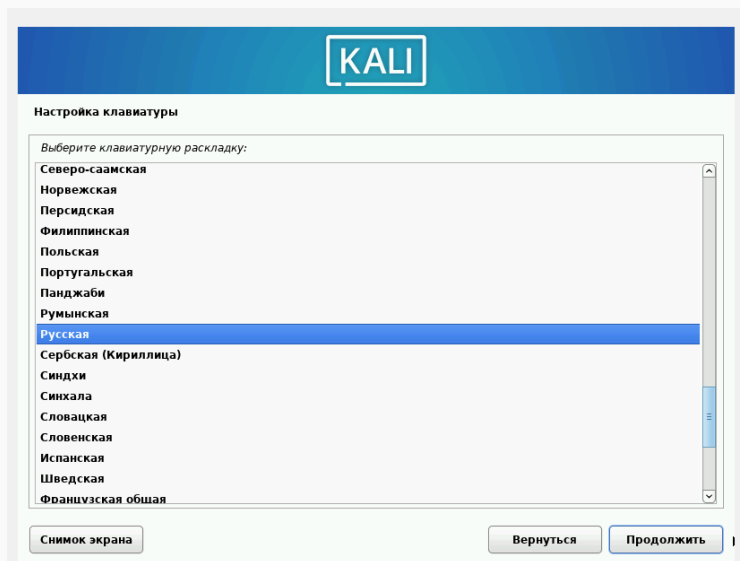 KALI
Настройка клавиатуры
Выберите клавиатурную раскладку:
Северо-саамская
Норвежская
Персидская
Филиппинская
Польская
Португальская
Панджаби
Румынская
Русская
Сербская (Кириллица)
Синдхи
Синхала
Словацкая
Словенская
Испанская
Шведская
Французская общая
Снимок экрана Вернуться Продолжить